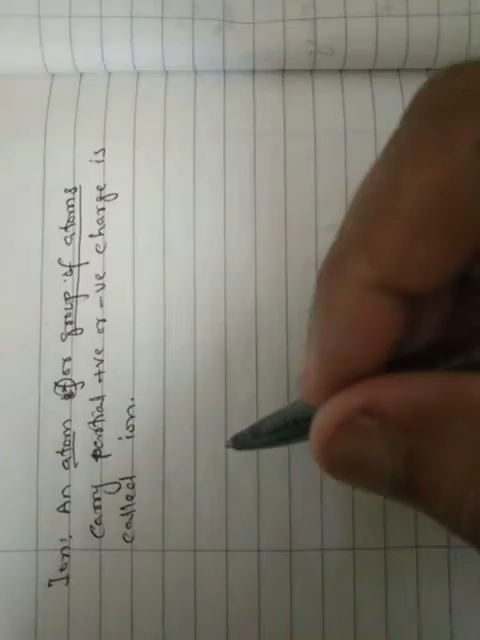 Ion: An atom or group of atoms
carry partial +ve or -ve charge is
called ion.